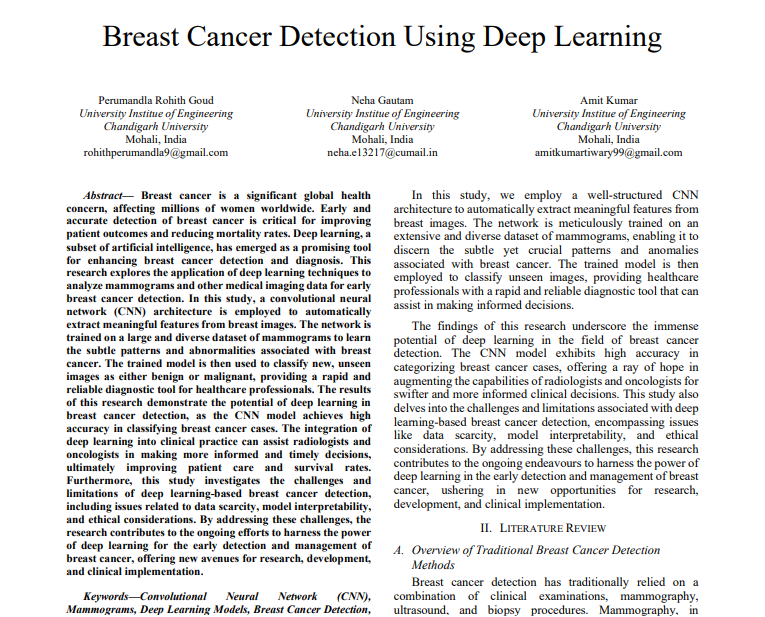 Breast Cancer Detection Using Deep Learning
Perumandla Rohith Goud
University Institue of Engineering
Chandigarh University
Mohali, India
rohithperumandla9@gmail.com
Neha Gautam
University Institue of Engineering
Chandigarh University
Mohali, India
neha.e13217@cumail.in
Amit Kumar
University Institue of Engineering
Chandigarh University
Mohali, India
amitkumartiwary99@gmail.com
Abstract— Breast cancer is a significant global health
concern, affecting millions of women worldwide. Early and
accurate detection of breast cancer is critical for improving
patient outcomes and reducing mortality rates. Deep learning, a
subset of artificial intelligence, has emerged as a promising tool
for enhancing breast cancer detection and diagnosis. This
research explores the application of deep learning techniques to
analyze mammograms and other medical imaging data for early
breast cancer detection. In this study, a convolutional neural
network (CNN) architecture is employed to automatically
extract meaningful features from breast images. The network is
trained on a large and diverse dataset of mammograms to learn
the subtle patterns and abnormalities associated with breast
cancer. The trained model is then used to classify new, unseen
images as either benign or malignant, providing a rapid and
reliable diagnostic tool for healthcare professionals. The results
of this research demonstrate the potential of deep learning in
breast cancer detection, as the CNN model achieves high
accuracy in classifying breast cancer cases. The integration of
deep learning into clinical practice can assist radiologists and
oncologists in making more informed and timely decisions,
ultimately improving patient care and survival rates.
Furthermore, this study investigates the challenges and
limitations of deep learning-based breast cancer detection,
including issues related to data scarcity, model interpretability,
and ethical considerations. By addressing these challenges, the
research contributes to the ongoing efforts to harness the power
of deep learning for the early detection and management of
breast cancer, offering new avenues for research, development,
and clinical implementation.
Keywords—Convolutional Neural Network (CNN),
Mammograms, Deep Learning Models, Breast Cancer Detection,
In this study, we employ a well-structured CNN
architecture to automatically extract meaningful features from
breast images. The network is meticulously trained on an
extensive and diverse dataset of mammograms, enabling it to
discern the subtle yet crucial patterns and anomalies
associated with breast cancer. The trained model is then
employed to classify unseen images, providing healthcare
professionals with a rapid and reliable diagnostic tool that can
assist in making informed decisions.
The findings of this research underscore the immense
potential of deep learning in the field of breast cancer
detection. The CNN model exhibits high accuracy in
categorizing breast cancer cases, offering a ray of hope in
augmenting the capabilities of radiologists and oncologists for
swifter and more informed clinical decisions. This study also
delves into the challenges and limitations associated with deep
learning-based breast cancer detection, encompassing issues
like data scarcity, model interpretability, and ethical
considerations. By addressing these challenges, this research
contributes to the ongoing endeavours to harness the power of
deep learning in the early detection and management of breast
cancer, ushering in new opportunities for research,
development, and clinical implementation.
II. LITERATURE REVIEW
A. Overview of Traditional Breast Cancer Detection
Methods
Breast cancer detection has traditionally relied on a
combination of clinical examinations, mammography,
ultrasound, and biopsy procedures. Mammography, in